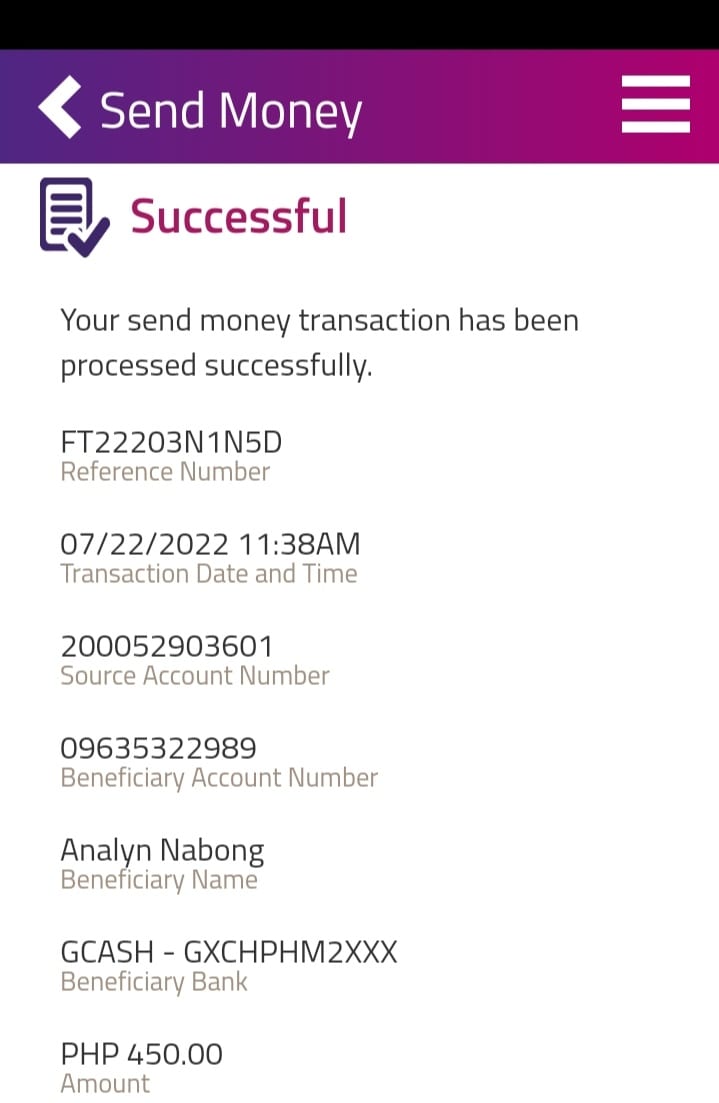 Send Money
Successful
Your send money transaction has been
processed successfully.
FT22203N1N5D
Reference Number
07/22/2022 11:38AM
Transaction Date and Time
200052903601
Source Account Number
09635322989
Beneficiary Account Number
Analyn Nabong
Beneficiary Name
GCASH - GXCHPHM2XXX
Beneficiary Bank
PHP 450.00
Amount